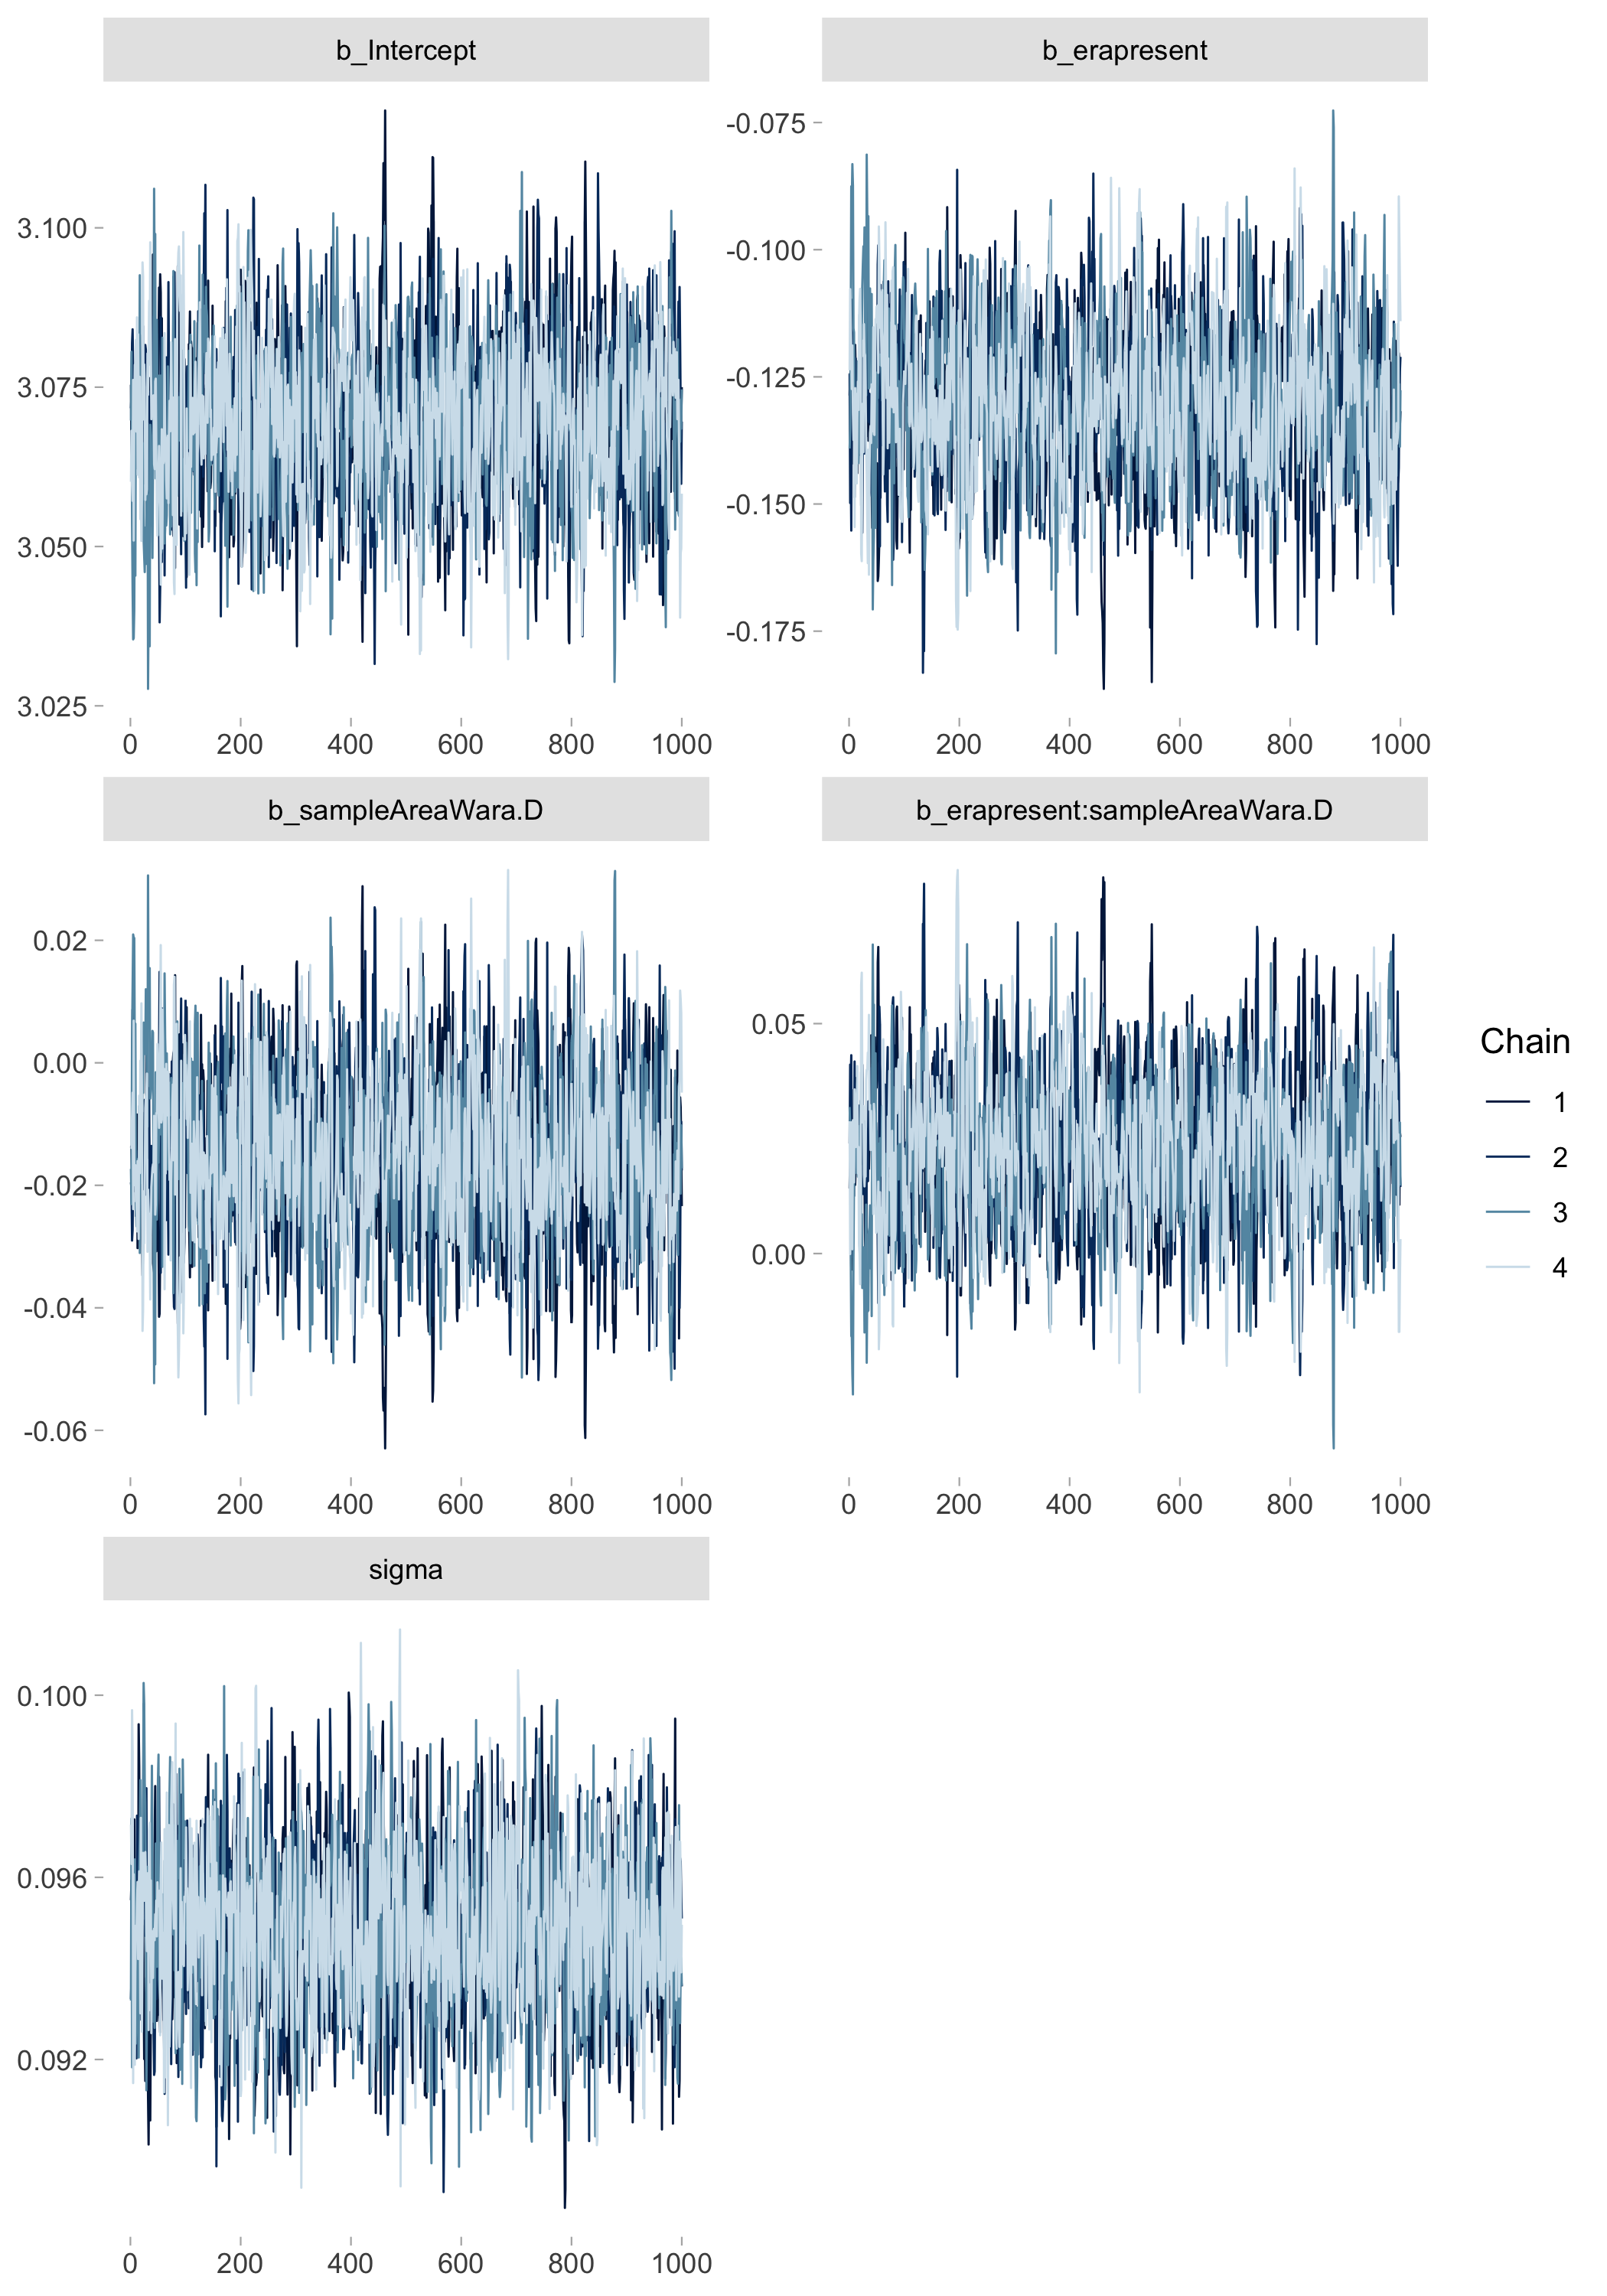 b_Intercept
b_erapresent
3.100
3.075
3.050
3.025
-0.075
-0.100
-0.125
-0.150
-0.175
0 200 400 600 800 1000
0 200 400 600 800 1000
b_sampleAreaWara.D
b_erapresent:sampleAreaWara.D
0.02
0.00
-0.02
-0.04
-0.06
0.05
0.00
0 200 400 600 800 1000
0 200 400 600 800 1000
Chain
1
2
3
4
sigma
0.100
0.096
0.092
0 200 400 600 800 1000